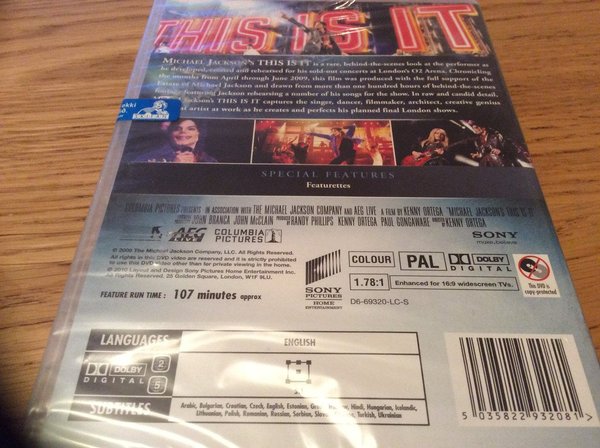 THIS IS IT
MICHAEL JACKSON'S THIS IS IT is a rare, behind-the-scenes look at the performer as
he developed, created and rehearsed for his sold-out concerts at London's O2 Arena. Chronicling
the months from April through June 2009, this film was produced with the full support of the
Estate of Michael Jackson and drawn from more than one hundred hours of behind-the-scenes
footage featuring Jackson rehearsing a number of his songs for the show. In raw and candid detail,
Jackson's THIS IS IT captures the singer, dancer, filmmaker, architect, creative genius
artist at work as he creates and perfects his planned final London shows.
SPECIAL FEATURES
Featurettes
COLUMBIA PICTURES PRESENTS IN ASSOCIATION WITH THE MICHAEL JACKSON COMPANY AND AEG LIVE A FILM BY KENNY ORTEGA "MICHAEL JACKSON'S THIS IS IT"
JOHN BRANCA JOHN McCLAIN RANDY PHILLIPS KENNY ORTEGA PAUL GONGAWARE KENNY ORTEGA
AEG
LIVE
COLUMBIA
PICTURES
SONY
make.believe
© 2009 The Michael Jackson Company, LLC. All Rights Reserved.
All rights in this DVD video are reserved and it is strictly prohibited
to use this DVD video other than for private viewing in the home.
© 2010 Layout and Design Sony Pictures Home Entertainment Inc.
All Rights Reserved. 25 Golden Square, London, W1F 9LU.
FEATURE RUN TIME: 107 minutes approx
SONY
PICTURES
HOME
ENTERTAINMENT
COLOUR
PAL
DOLBY
DIGITAL
1.78:1
Enhanced for 16:9 widescreen TVs.
D6-69320-LC-S
This DVD is
copy-protected
LANGUAGES
ENGLISH
DOLBY
DIGITAL
2
5
SUBTITLES
Arabic, Bulgarian, Croatian, Czech, English, Estonian, Hindi, Hungarian, Icelandic,
Lithuanian, Polish, Romanian, Russian, Serbian, Turkish, Ukrainian
5 035822 932081 >